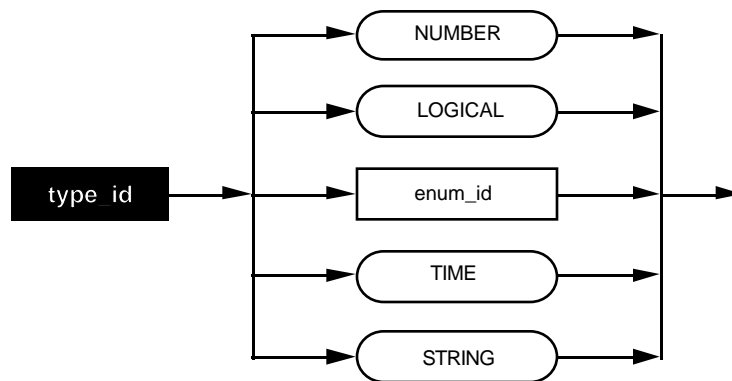 NUMBER
LOGICAL
type_id
enum_id
TIME
STRING